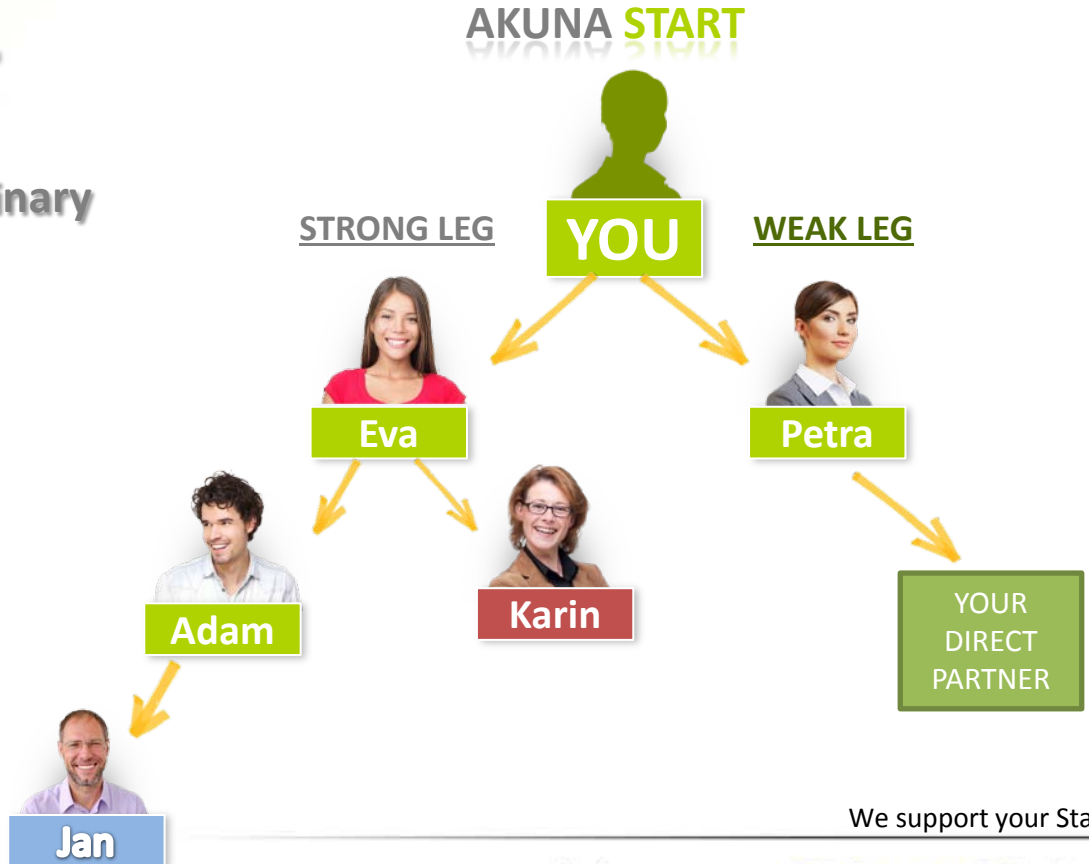 AKUNA START
inary
STRONG LEG
YOU
WEAK LEG
Eva
Petra
Adam
Karin
YOUR
DIRECT
PARTNER
Jan
We support your Sta